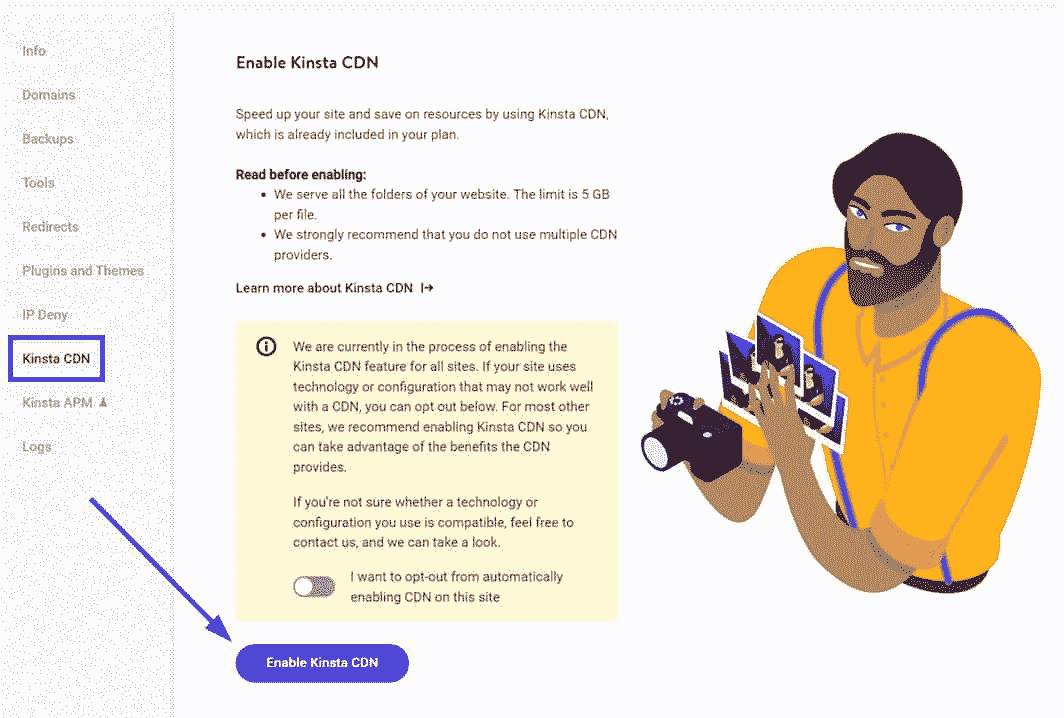 Info
Domains
Backups
Tools
Redirects
Plugins and Themes
IP Deny
Kinsta CDN
Kinsta APM
Logs
Enable Kinsta CDN
Speed up your site and save on resources by using Kinsta CDN,
which is already included in your plan.
Read before enabling:
• We serve all the folders of your website. The limit is 5 GB
per file.
• We strongly recommend that you do not use multiple CDN
providers.
Learn more about Kinsta CDN
We are currently in the process of enabling the
Kinsta CDN feature for all sites. If your site uses
technology or configuration that may not work well
with a CDN, you can opt out below. For most other
sites, we recommend enabling Kinsta CDN so you
can take advantage of the benefits the CDN
provides.
If you're not sure whether a technology or
configuration you use is compatible, feel free to
contact us, and we can take a look.
I want to opt-out from automatically
enabling CDN on this site
Enable Kinsta CDN